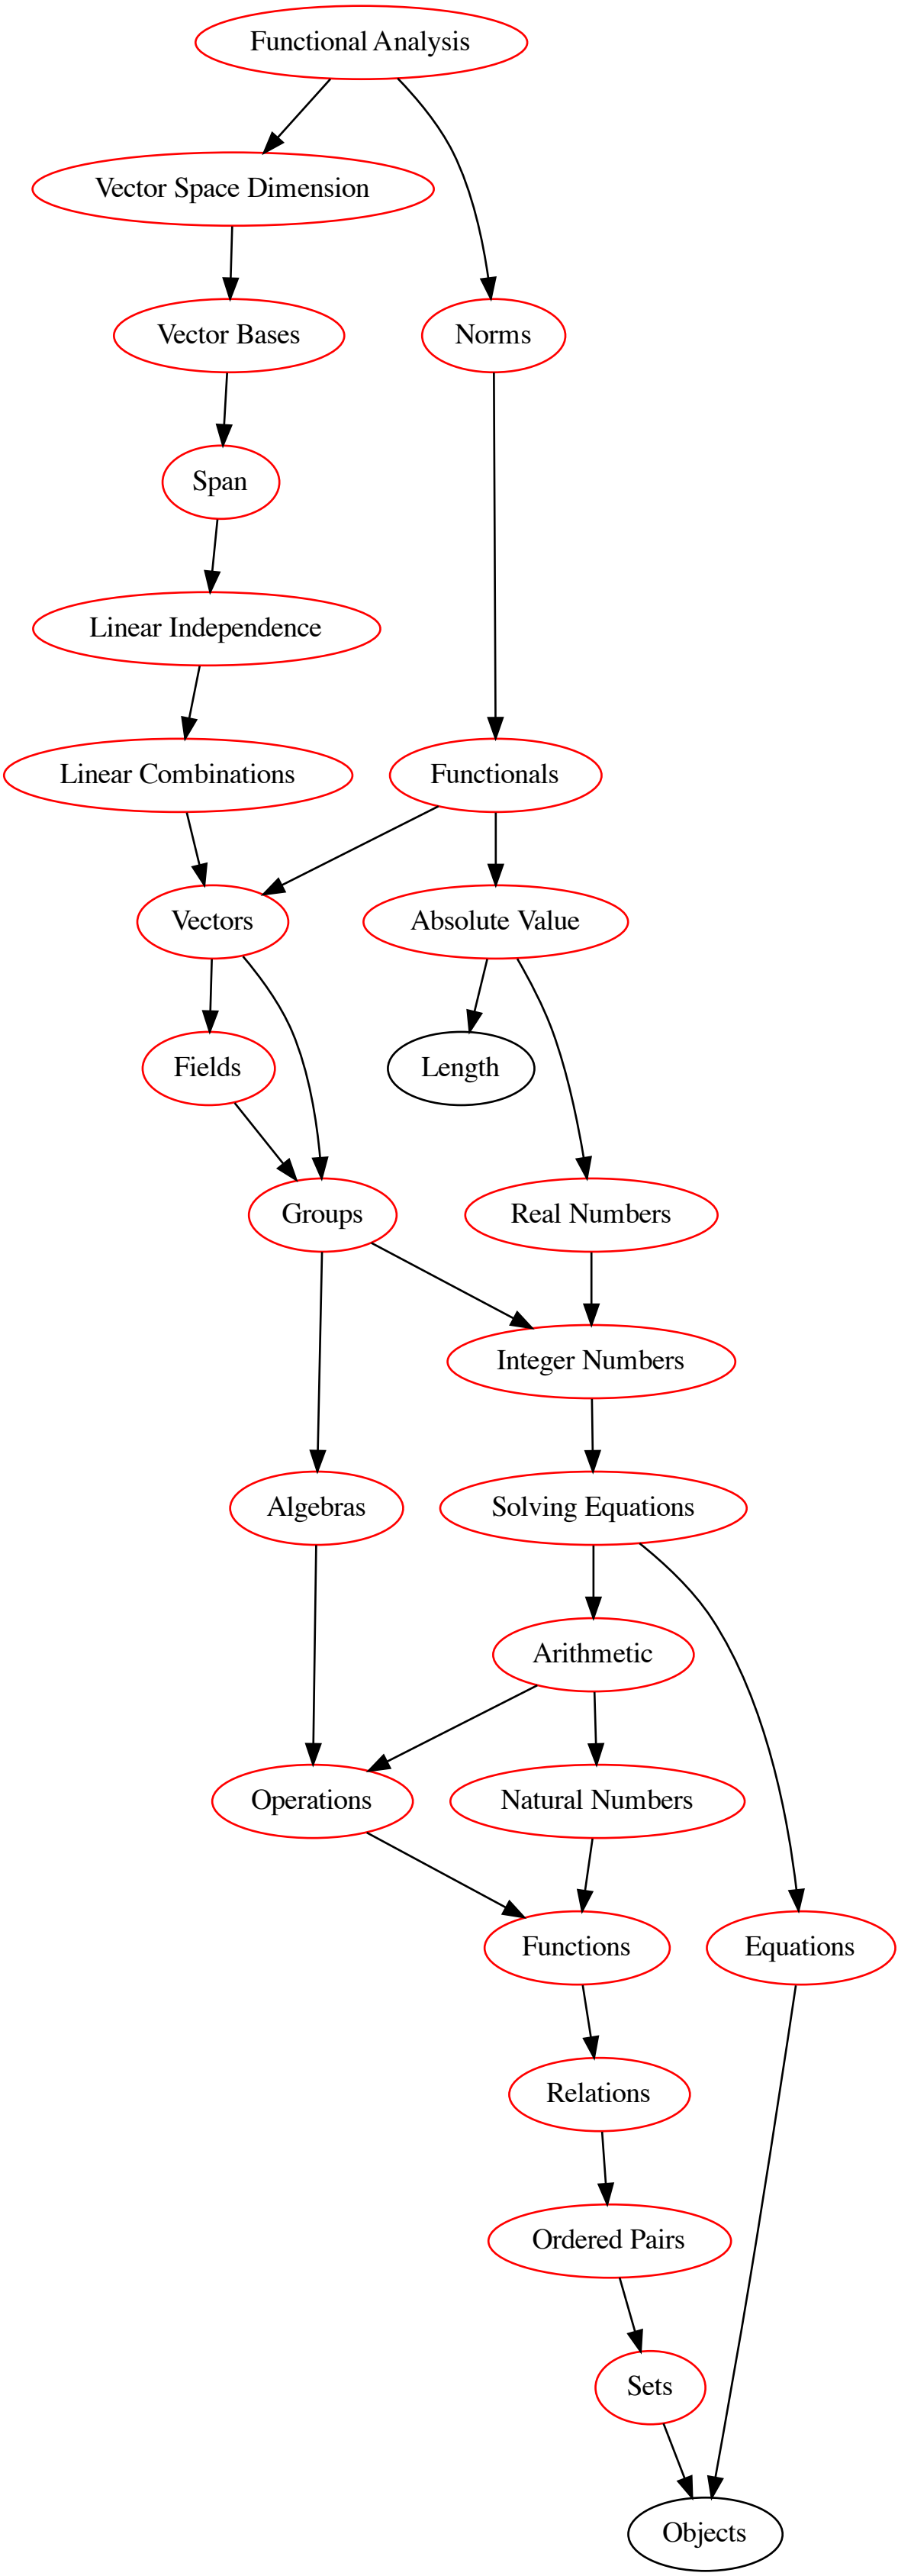 Functional Analysis
Vector Space Dimension
Vector Bases
Norms
Span
Linear Independence
Linear Combinations
Functionals
Vectors
Absolute Value
Fields
Length
Groups
Real Numbers
Integer Numbers
Algebras
Solving Equations
Arithmetic
Operations
Natural Numbers
Functions
Equations
Relations
Ordered Pairs
Sets
Objects